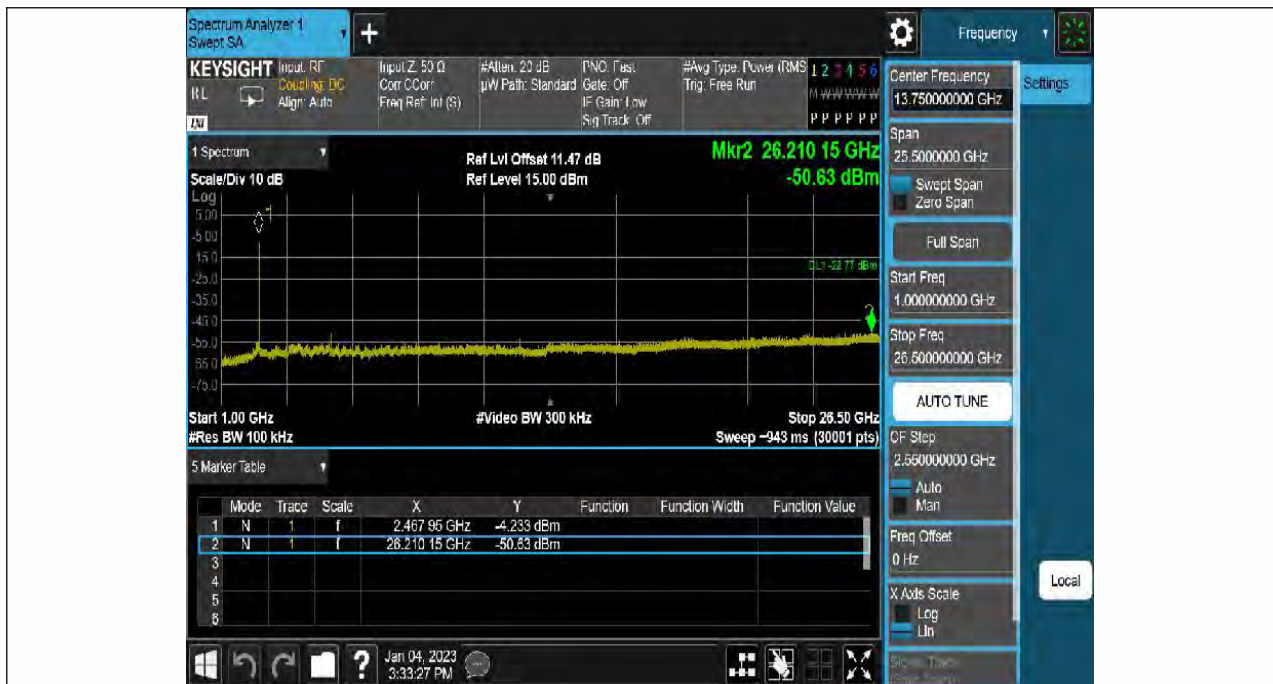 Spectrum Analyzer 1
Swept SA
+
Frequency
KEYSIGHT
RL
LXI
Input: RF
Coupling: DC
Align: Auto
Input Z: 50 Ω
Corr CCorr
Freq Ref: Int (S)
#Atten: 20 dB
µW Path: Standard
PNO: Fast
Gate: Off
IF Gain: Low
Sig Track: Off
#Avg Type: Power (RMS
Trig: Free Run
1 2 3 4 5 6
M W W W W W
P P P P P P
Center Frequency
13.750000000 GHz
Settings
Span
25.5000000 GHz
Swept Span
Zero Span
Full Span
Start Freq
1.000000000 GHz
Stop Freq
26.500000000 GHz
AUTO TUNE
CF Step
2.550000000 GHz
Auto
Man
Freq Offset
0 Hz
X Axis Scale
Log
Lin
Local
1 Spectrum
Scale/Div 10 dB
Ref Lvl Offset 11.47 dB
Ref Level 15.00 dBm
Mkr2 26.210 15 GHz
-50.63 dBm
Log
5.00
-5.00
-15.0
-25.0
-35.0
-45.0
-55.0
-65.0
-75.0
1
DL1 -22.77 dBm
2
Start 1.00 GHz
#Res BW 100 kHz
#Video BW 300 kHz
Stop 26.50 GHz
Sweep ~943 ms (30001 pts)
5 Marker Table
Mode Trace Scale X Y Function Function Width Function Value
1 N 1 f 2.467 95 GHz -4.233 dBm
2 N 1 f 26.210 15 GHz -50.63 dBm
3
4
5
6
?
Jan 04, 2023
3:33:27 PM